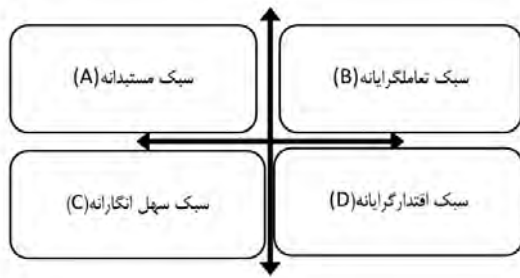 سبک تعاملگرایانه(B)
سبک مستبدانه(A)
سبک اقتدارگرایانه(D)
سبک سهل انگارانه(C)